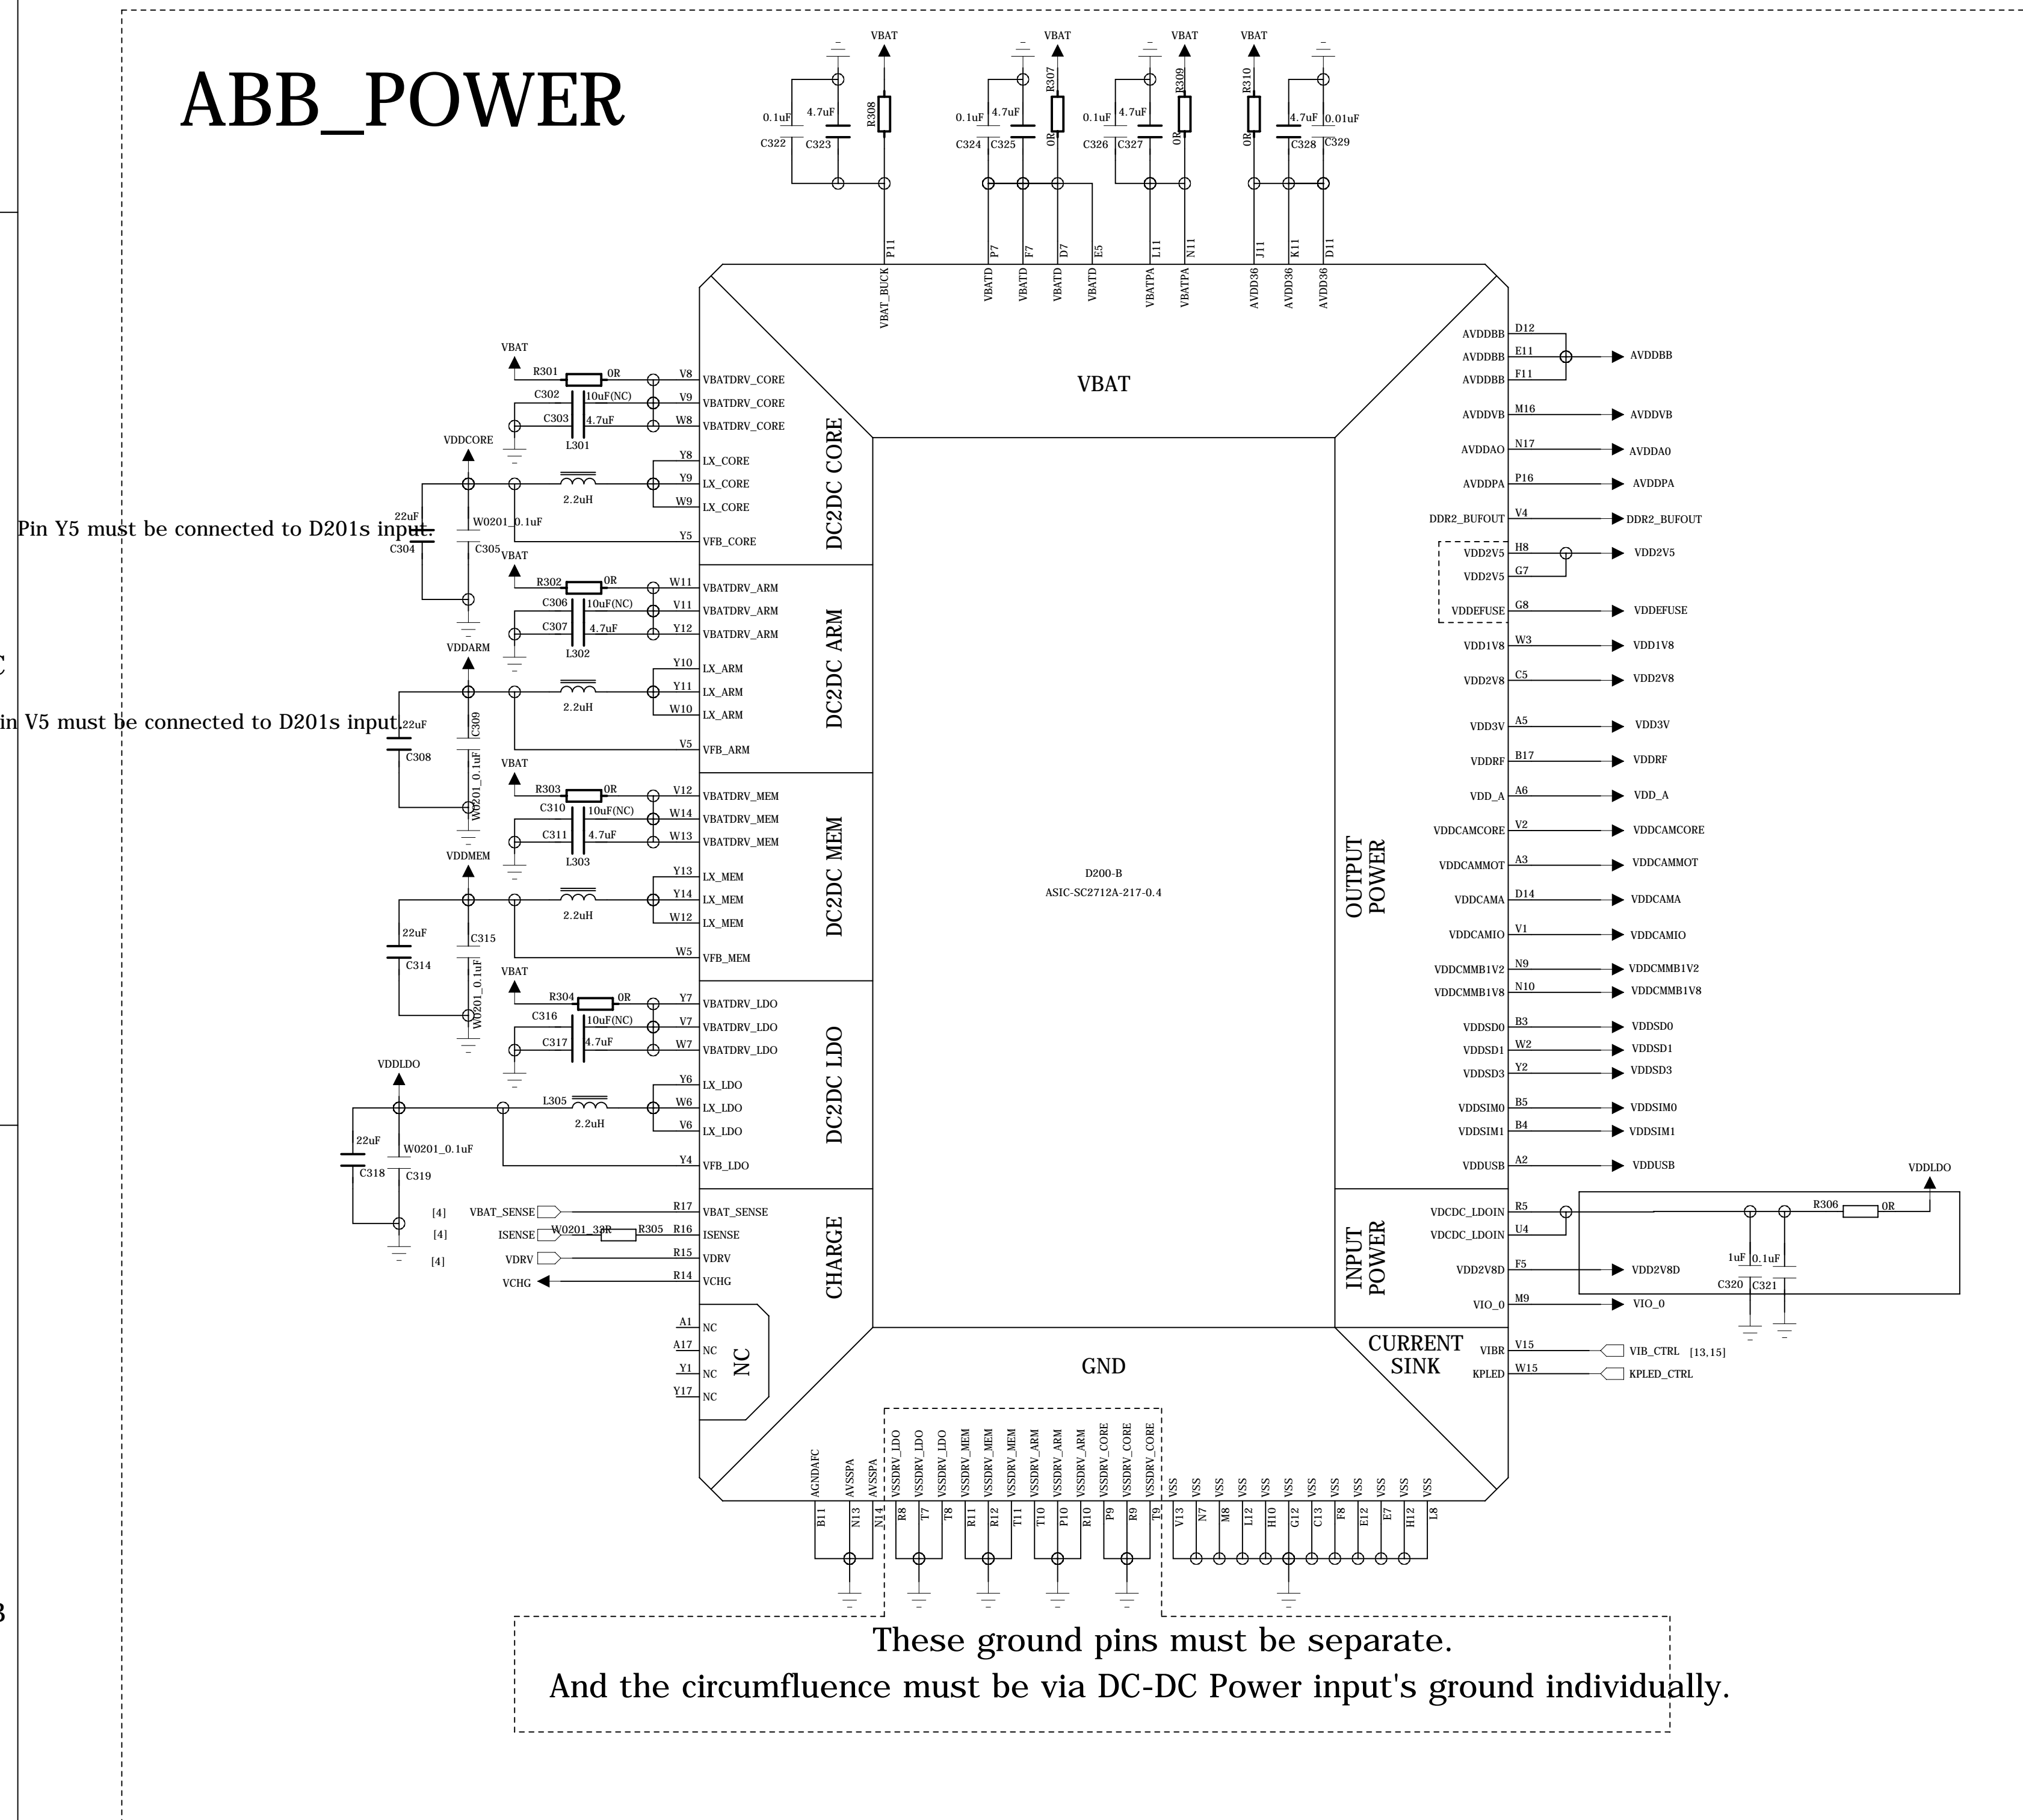 ABB_POWER
VBAT VBAT VBAT VBAT
0.1uF 4.7uF R308 0.1uF 4.7uF R307 0.1uF 4.7uF R309 R310 4.7uF 0.01uF
C322 C323 C324 C325 0R C326 C327 0R 0R C328 C329
P11 P7 F7 D7 E5 L11 N11 J11 K11 D11
VBAT_BUCK VBATD VBATD VBATD VBATD VBATPA VBATPA AVDD36 AVDD36 AVDD36
VBAT
VBAT
R301 0R V8 VBATDRV_CORE
C302 10uF(NC) V9 VBATDRV_CORE
C303 4.7uF W8 VBATDRV_CORE
L301
VDDCORE
Y8 LX_CORE
Y9 LX_CORE
2.2uH
W9 LX_CORE
22uF W0201_0.1uF
Pin Y5 must be connected to D201s input.
C304 C305
Y5 VFB_CORE
DC2DC CORE
VBAT
R302 0R W11 VBATDRV_ARM
C306 10uF(NC) V11 VBATDRV_ARM
C307 4.7uF Y12 VBATDRV_ARM
L302
VDDARM
Y10 LX_ARM
Y11 LX_ARM
2.2uH
W10 LX_ARM
in V5 must be connected to D201s input.
22uF C309
C308 W0201_0.1uF
V5 VFB_ARM
DC2DC ARM
VBAT
R303 0R V12 VBATDRV_MEM
C310 10uF(NC) W14 VBATDRV_MEM
C311 4.7uF W13 VBATDRV_MEM
L303
VDDMEM
Y13 LX_MEM
Y14 LX_MEM
2.2uH
W12 LX_MEM
22uF C315
C314 W0201_0.1uF
W5 VFB_MEM
DC2DC MEM
VBAT
R304 0R Y7 VBATDRV_LDO
C316 10uF(NC) V7 VBATDRV_LDO
C317 4.7uF W7 VBATDRV_LDO
VDDLDO
Y6 LX_LDO
L305 W6 LX_LDO
2.2uH
V6 LX_LDO
22uF W0201_0.1uF
C318 C319
Y4 VFB_LDO
DC2DC LDO
[4] VBAT_SENSE R17 VBAT_SENSE
[4] ISENSE W0201_33R R305 R16 ISENSE
[4] VDRV R15 VDRV
VCHG R14 VCHG
CHARGE
A1 NC
A17 NC
Y1 NC
Y17 NC
NC
D200-B
ASIC-SC2712A-217-0.4
AVDDBB D12
AVDDBB E11 AVDDBB
AVDDBB F11
AVDDVB M16 AVDDVB
AVDDAO N17 AVDDAO
AVDDPA P16 AVDDPA
DDR2_BUFOUT V4 DDR2_BUFOUT
VDD2V5 H8 VDD2V5
VDD2V5 G7
VDDEFUSE G8 VDDEFUSE
VDD1V8 W3 VDD1V8
VDD2V8 C5 VDD2V8
VDD3V A5 VDD3V
VDDRF B17 VDDRF
VDD_A A6 VDD_A
VDDCAMCORE V2 VDDCAMCORE
VDDCAMMOT A3 VDDCAMMOT
VDDCAMA D14 VDDCAMA
VDDCAMIO V1 VDDCAMIO
VDDCMMB1V2 N9 VDDCMMB1V2
VDDCMMB1V8 N10 VDDCMMB1V8
VDDSD0 B3 VDDSD0
VDDSD1 W2 VDDSD1
VDDSD3 Y2 VDDSD3
VDDSIM0 B5 VDDSIM0
VDDSIM1 B4 VDDSIM1
VDDUSB A2 VDDUSB
OUTPUT
POWER
VDDLDO
VDCDC_LDOIN R5 R306 0R
VDCDC_LDOIN U4
1uF 0.1uF
VDD2V8D F5 VDD2V8D
C320 C321
VIO_0 M9 VIO_0
INPUT
POWER
CURRENT
SINK
VIBR V15 VIB_CTRL [13,15]
KPLED W15 KPLED_CTRL
GND
AGNDAFC AVSSPA AVSSPA VSSDRV_LDO VSSDRV_LDO VSSDRV_LDO VSSDRV_MEM VSSDRV_MEM VSSDRV_MEM VSSDRV_ARM VSSDRV_ARM VSSDRV_ARM VSSDRV_CORE VSSDRV_CORE VSSDRV_CORE VSS VSS VSS VSS VSS VSS VSS VSS VSS VSS VSS VSS
B11 N13 N14 R8 T7 T8 R11 R12 T11 T10 P10 R10 P9 R9 T9 V13 N7 M8 L12 H10 G12 C13 F8 E12 E7 H12 L8
These ground pins must be separate.
And the circumfluence must be via DC-DC Power input's ground individually.